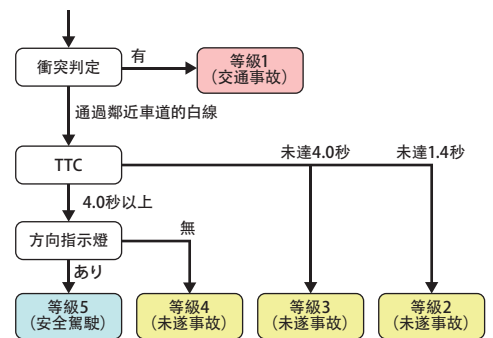 衝突判定
有
等級1
（交通事故）
通過鄰近車道的白線
TTC
未達4.0秒
未達1.4秒
4.0秒以上
方向指示燈
無
あり
等級5
（安全駕駛）
等級4
（未遂事故）
等級3
（未遂事故）
等級2
（未遂事故）